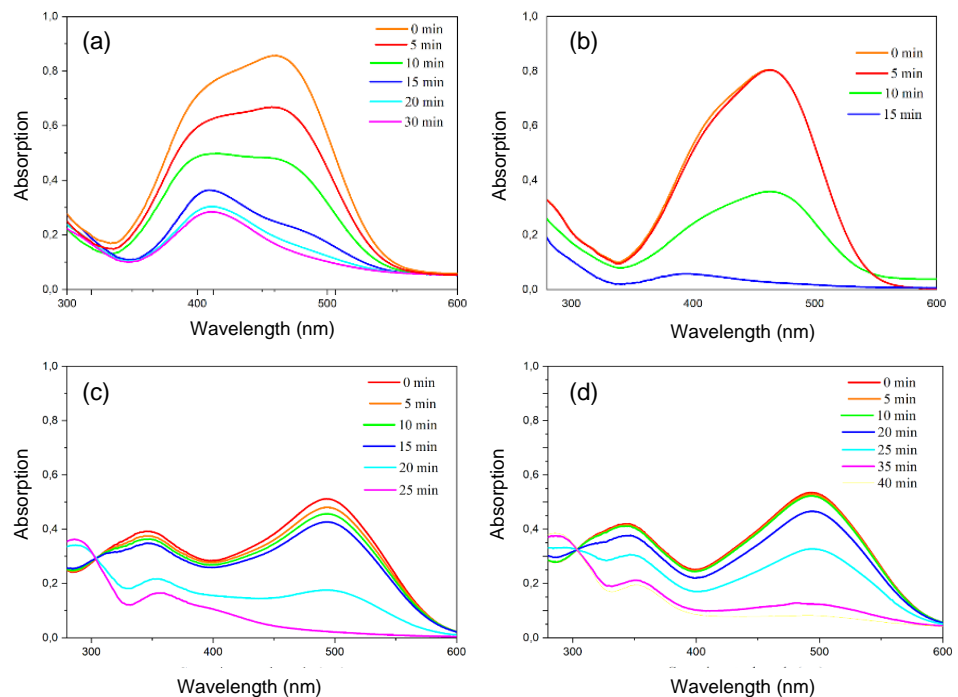 (a)
1,0
0,8
0,6
0,4
0,2
0,0
Absorption
0 min
5 min
10 min
15 min
20 min
30 min
300 400 500 600
Wavelength (nm)
(b)
1,0
0,8
0,6
0,4
0,2
0,0
Absorption
0 min
5 min
10 min
15 min
300 400 500 600
Wavelength (nm)
(c)
1,0
0,8
0,6
0,4
0,2
0,0
Absorption
0 min
5 min
10 min
15 min
20 min
25 min
300 400 500 600
Wavelength (nm)
(d)
1,0
0,8
0,6
0,4
0,2
0,0
Absorption
0 min
5 min
10 min
20 min
25 min
35 min
40 min
300 400 500 600
Wavelength (nm)